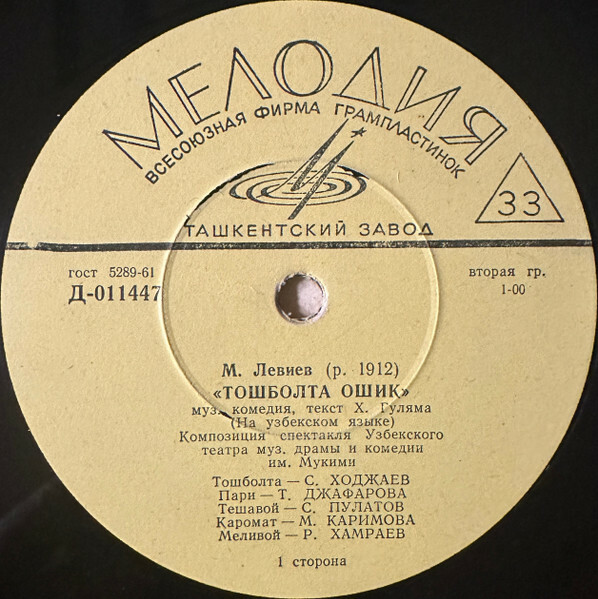 МЕЛОДИЯ
ВСЕСОЮЗНАЯ ФИРМА ГРАМПЛАСТИНОК
33
ТАШКЕНТСКИЙ ЗАВОД
гост 5289-61
Д-011447
вторая гр.
1-00
М. Левиев (р. 1912)
«ТОШБОЛТА ОШИК»
муз. комедия, текст Х. Гуляма
(На узбекском языке)
Композиция спектакля Узбекского
театра муз. драмы и комедии
им. Мукими
Тошболта — С. ХОДЖАЕВ
Пари — Т. ДЖАФАРОВА
Тешавой — С. ПУЛАТОВ
Каромат — М. КАРИМОВА
Меливой — Р. ХАМРАЕВ
1 сторона